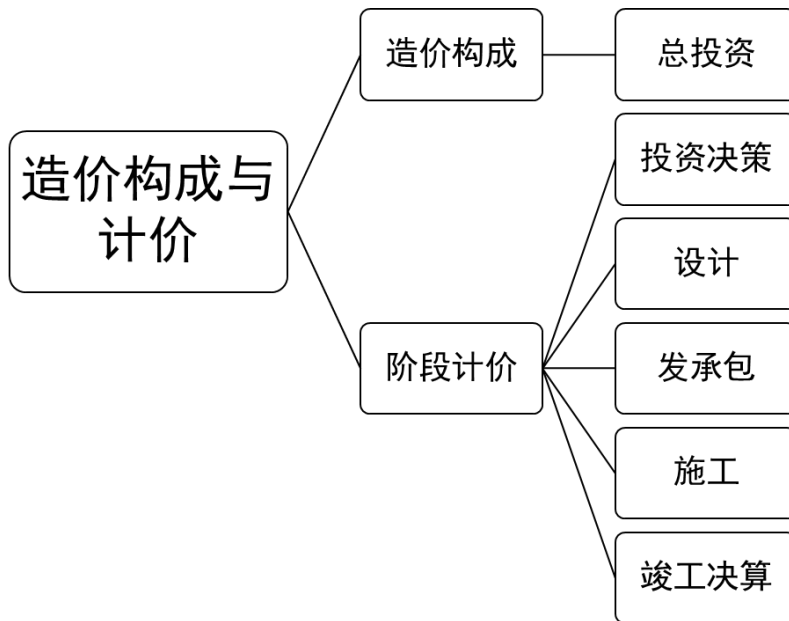 造价构成与
计价
造价构成
总投资
阶段计价
投资决策
设计
发承包
施工
竣工决算